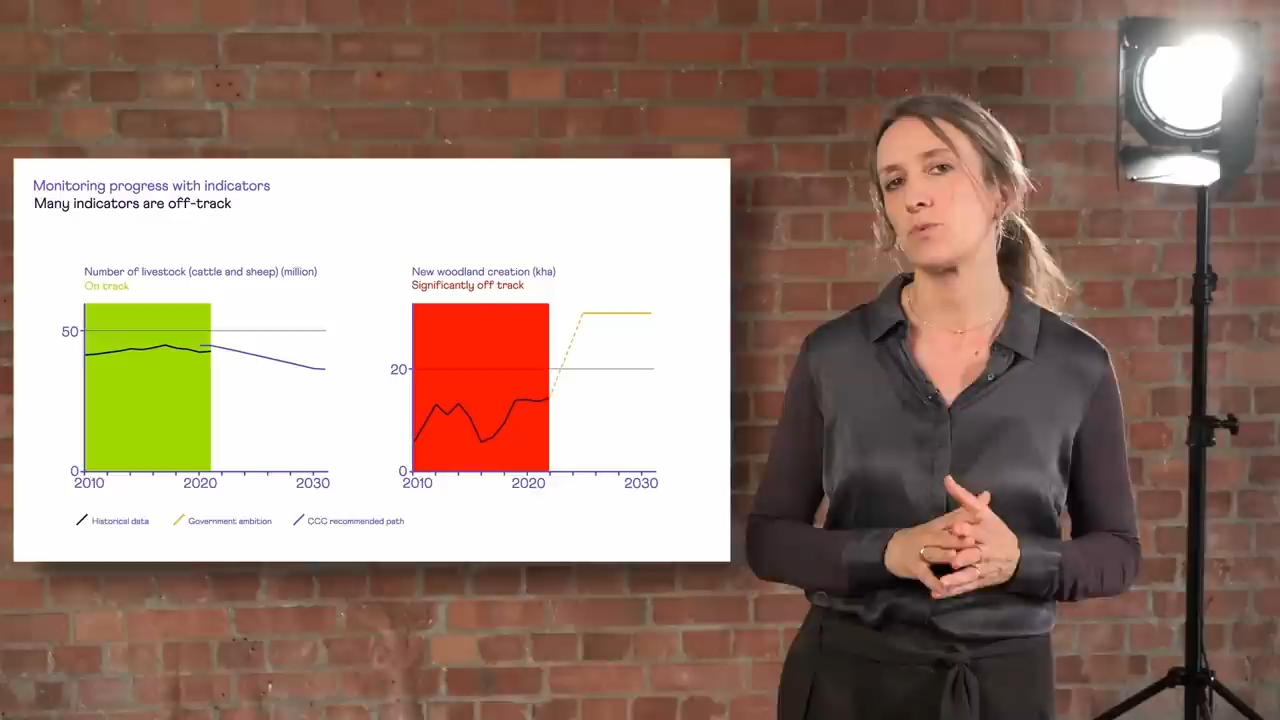 Monitoring progress with indicators
Many indicators are off-track
Number of livestock (cattle and sheep) (million)
On track
50
0
2010
2020
2030
New woodland creation (kha)
Significantly off track
20
0
2010
2020
2030
Historical data
Government ambition
CCC recommended path